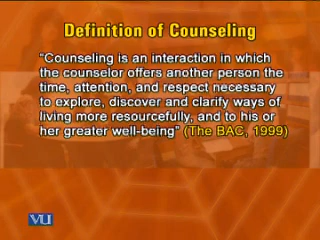 Definition of Counseling
"Counseling is an interaction in which
the counselor offers another person the
time, attention, and respect necessary
to explore, discover and clarify ways of
living more resourcefully, and to his or
her greater well-being" (The BAC, 1999)
VU